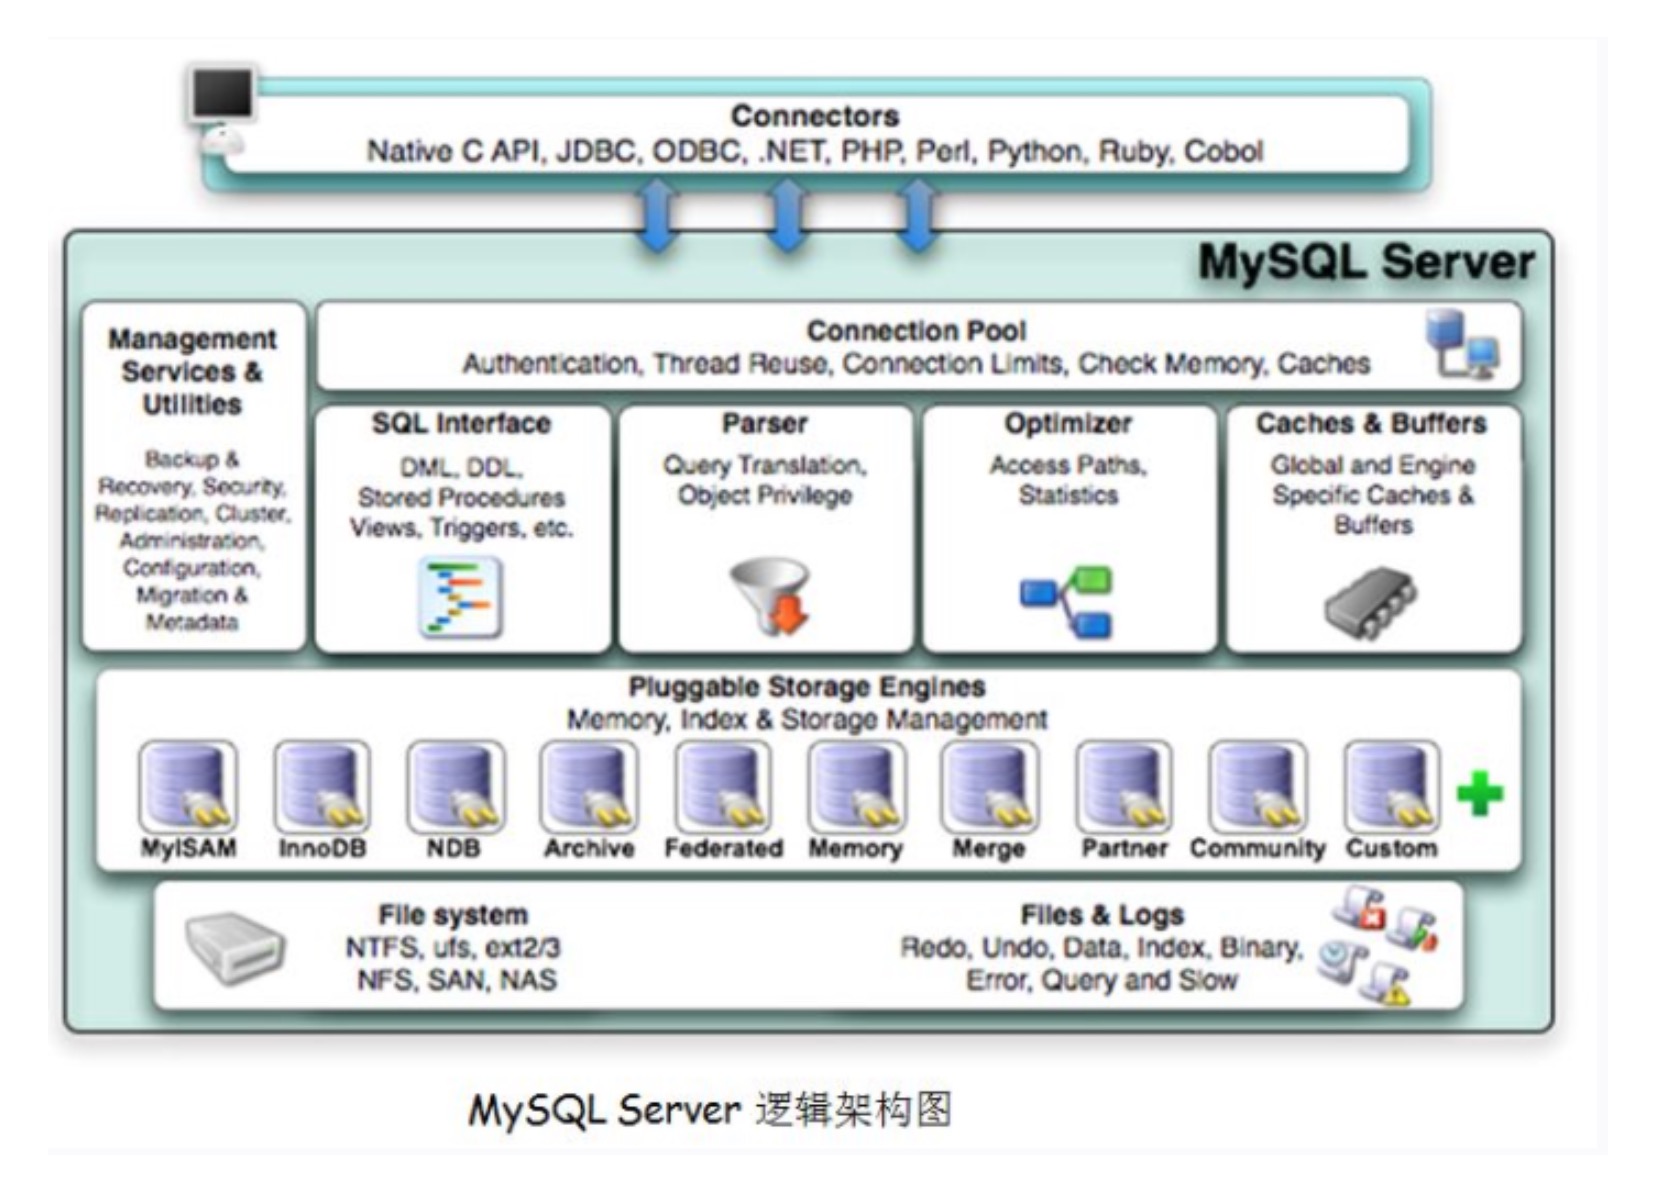 Connectors
Native C API, JDBC, ODBC, .NET, PHP, Perl, Python, Ruby, Cobol
MySQL Server
Management
Services &
Utilities
Backup &
Recovery, Security,
Replication, Cluster,
Administration,
Configuration,
Migration &
Metadata
Connection Pool
Authentication, Thread Reuse, Connection Limits, Check Memory, Caches
SQL Interface
DML, DDL,
Stored Procedures
Views, Triggers, etc.
Parser
Query Translation,
Object Privilege
Optimizer
Access Paths,
Statistics
Caches & Buffers
Global and Engine
Specific Caches &
Buffers
Pluggable Storage Engines
Memory, Index & Storage Management
MyISAM InnoDB NDB Archive Federated Memory Merge Partner Community Custom
File system
NTFS, ufs, ext2/3
NFS, SAN, NAS
Files & Logs
Redo, Undo, Data, Index, Binary,
Error, Query and Slow
MySQL Server 逻辑架构图